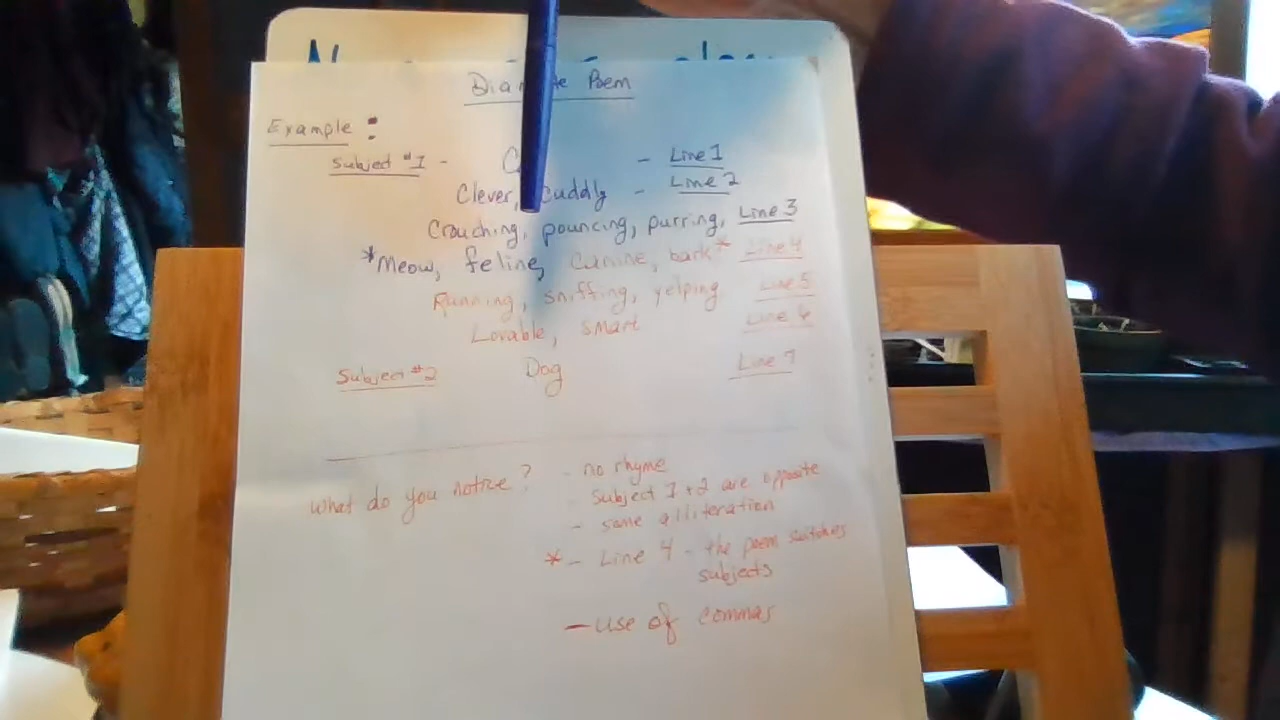 Poem
Example:
Subject #1 - - Line 1
Clever, cuddly - Line 2
Crouching, pouncing, purring, Line 3
*Meow, feline, Canine, bark* Line 4
Running, sniffing, yelping Line 5
Lovable, smart Line 6
Subject #2 Dog Line 7
What do you notice? - no rhyme
- Subject 1 + 2 are opposite
- some alliteration
* - Line 4 - the poem switches
subjects
- use of commas